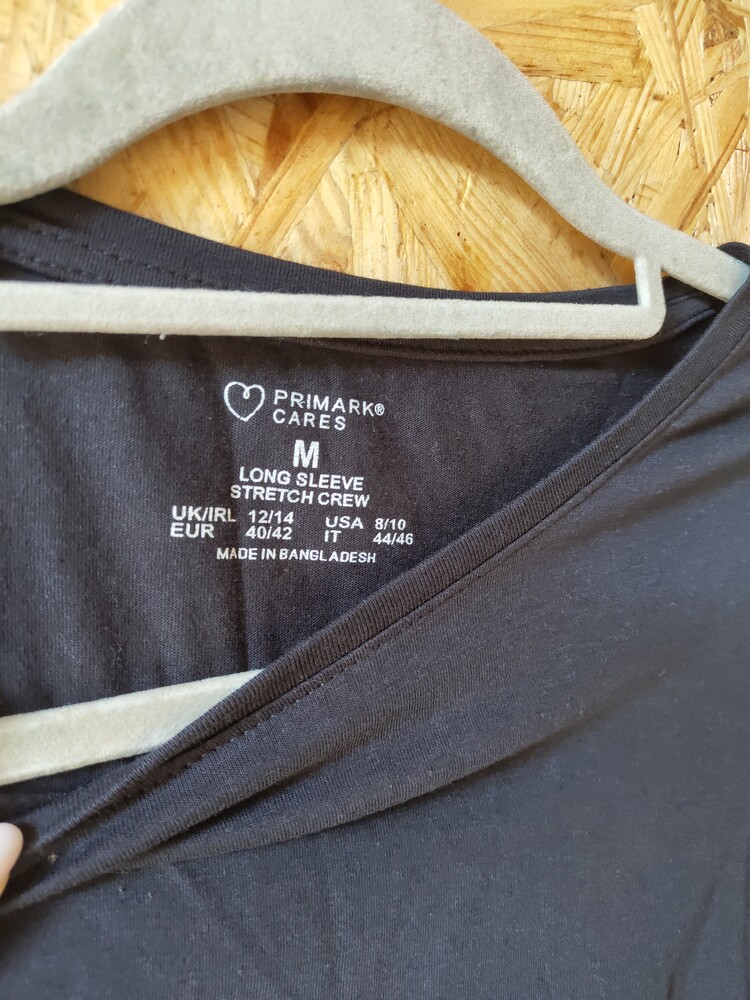 PRIMARK®
CARES
M
LONG SLEEVE
STRETCH CREW
UK/IRL 12/14 USA 8/10
EUR 40/42 IT 44/46
MADE IN BANGLADESH